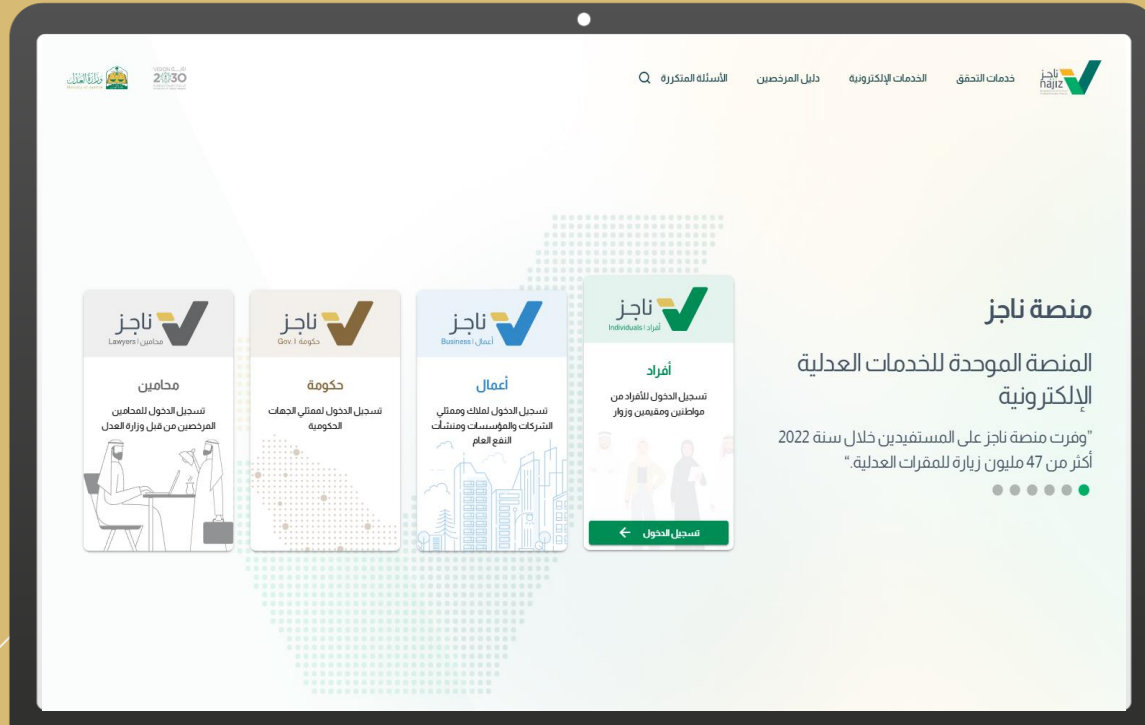 ناجز
najiz
خدمات التحقق
الخدمات الإلكترونية
دليل المرخصين
الأسئلة المتكررة
2030
وزارة العدل
منصة ناجز
المنصة الموحدة للخدمات العدلية
الإلكترونية
"وفرت منصة ناجز على المستفيدين خلال سنة 2022
أكثر من 47 مليون زيارة للمقرات العدلية."
ناجز
أفراد | Individuals
أفراد
تسجيل الدخول للأفراد من
مواطنين ومقيمين وزوار
تسجيل الدخول
ناجز
أعمال | Business
أعمال
تسجيل الدخول لملاك وممثلي
الشركات والمؤسسات ومنشآت
النفع العام
ناجز
حكومة | Gov.
حكومة
تسجيل الدخول لممثلي الجهات
الحكومية
ناجز
محامين | Lawyers
محامين
تسجيل الدخول للمحامين
المرخصين من قبل وزارة العدل